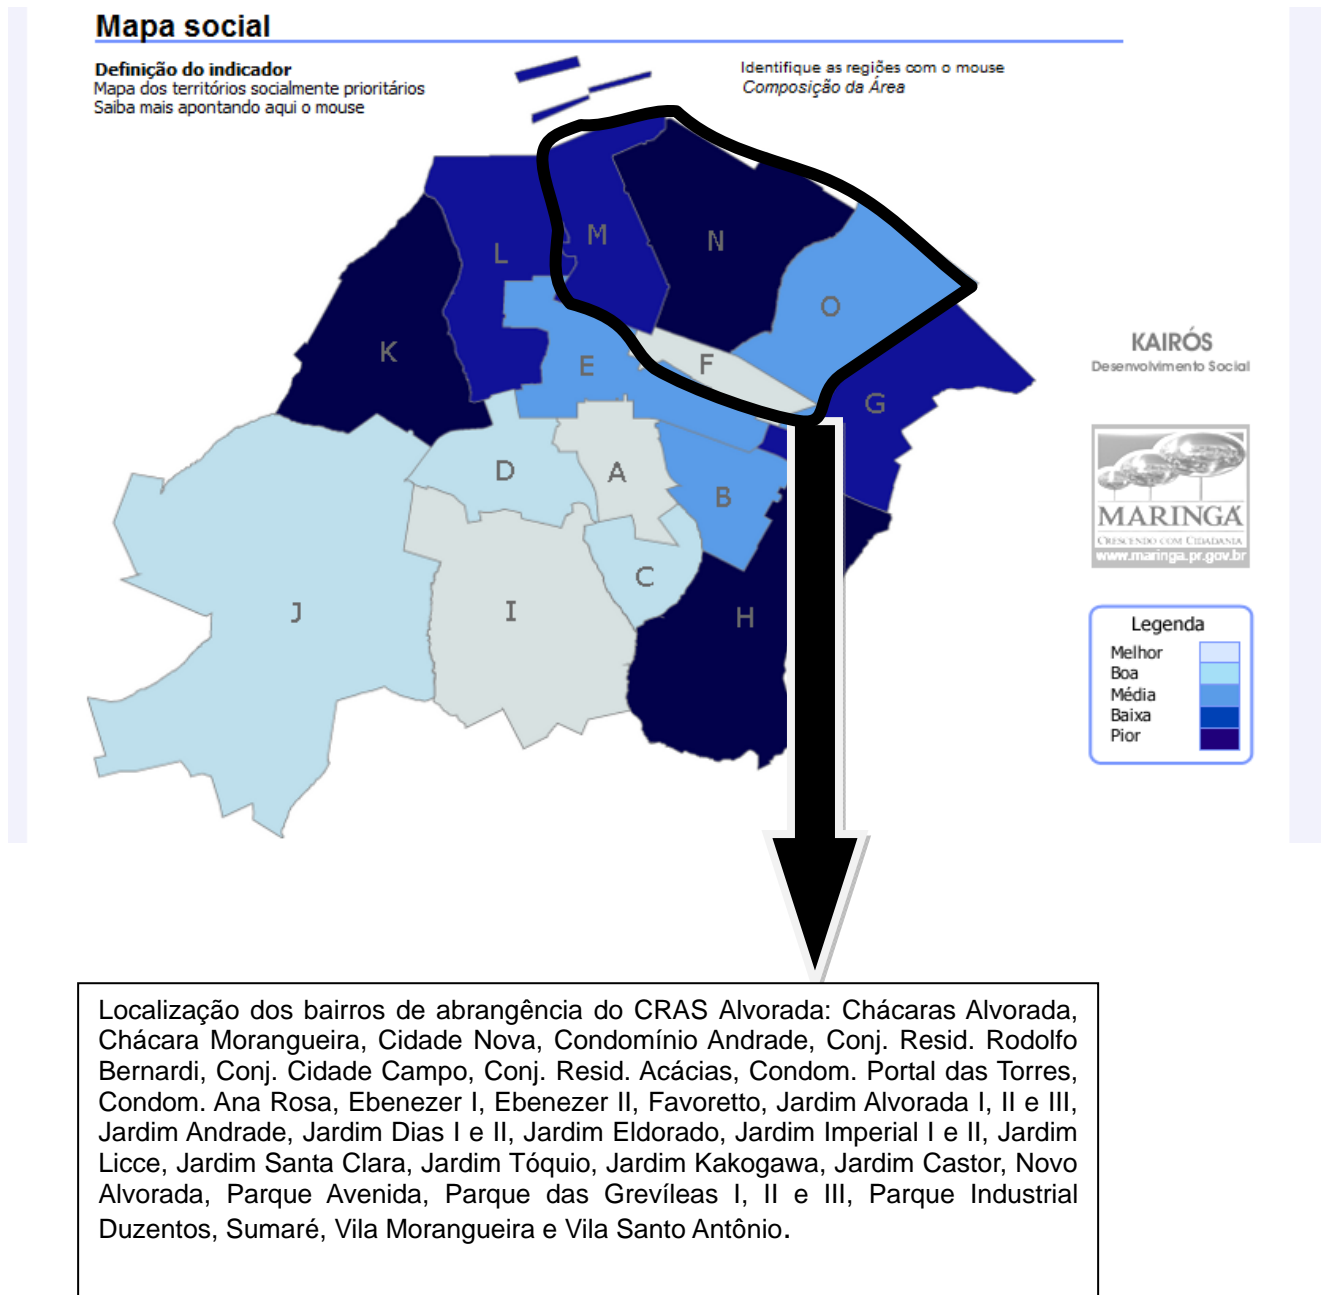 Mapa social
Definição do indicador
Mapa dos territórios socialmente prioritários
Saiba mais apontando aqui o mouse
Identifique as regiões com o mouse
Composição da Área
M
N
L
O
K
E
F
G
D
A
B
C
J
I
H
KAIRÓS
Desenvolvimento Social
MARINGÁ
CRESCENDO COM CIDADANIA
www.maringa.pr.gov.br
Legenda
Melhor
Boa
Média
Baixa
Pior
Localização dos bairros de abrangência do CRAS Alvorada: Chácaras Alvorada,
Chácara Morangueira, Cidade Nova, Condomínio Andrade, Conj. Resid. Rodolfo
Bernardi, Conj. Cidade Campo, Conj. Resid. Acácias, Condom. Portal das Torres,
Condom. Ana Rosa, Ebenezer I, Ebenezer II, Favoretto, Jardim Alvorada I, II e III,
Jardim Andrade, Jardim Dias I e II, Jardim Eldorado, Jardim Imperial I e II, Jardim
Licce, Jardim Santa Clara, Jardim Tóquio, Jardim Kakogawa, Jardim Castor, Novo
Alvorada, Parque Avenida, Parque das Grevíleas I, II e III, Parque Industrial
Duzentos, Sumaré, Vila Morangueira e Vila Santo Antônio.